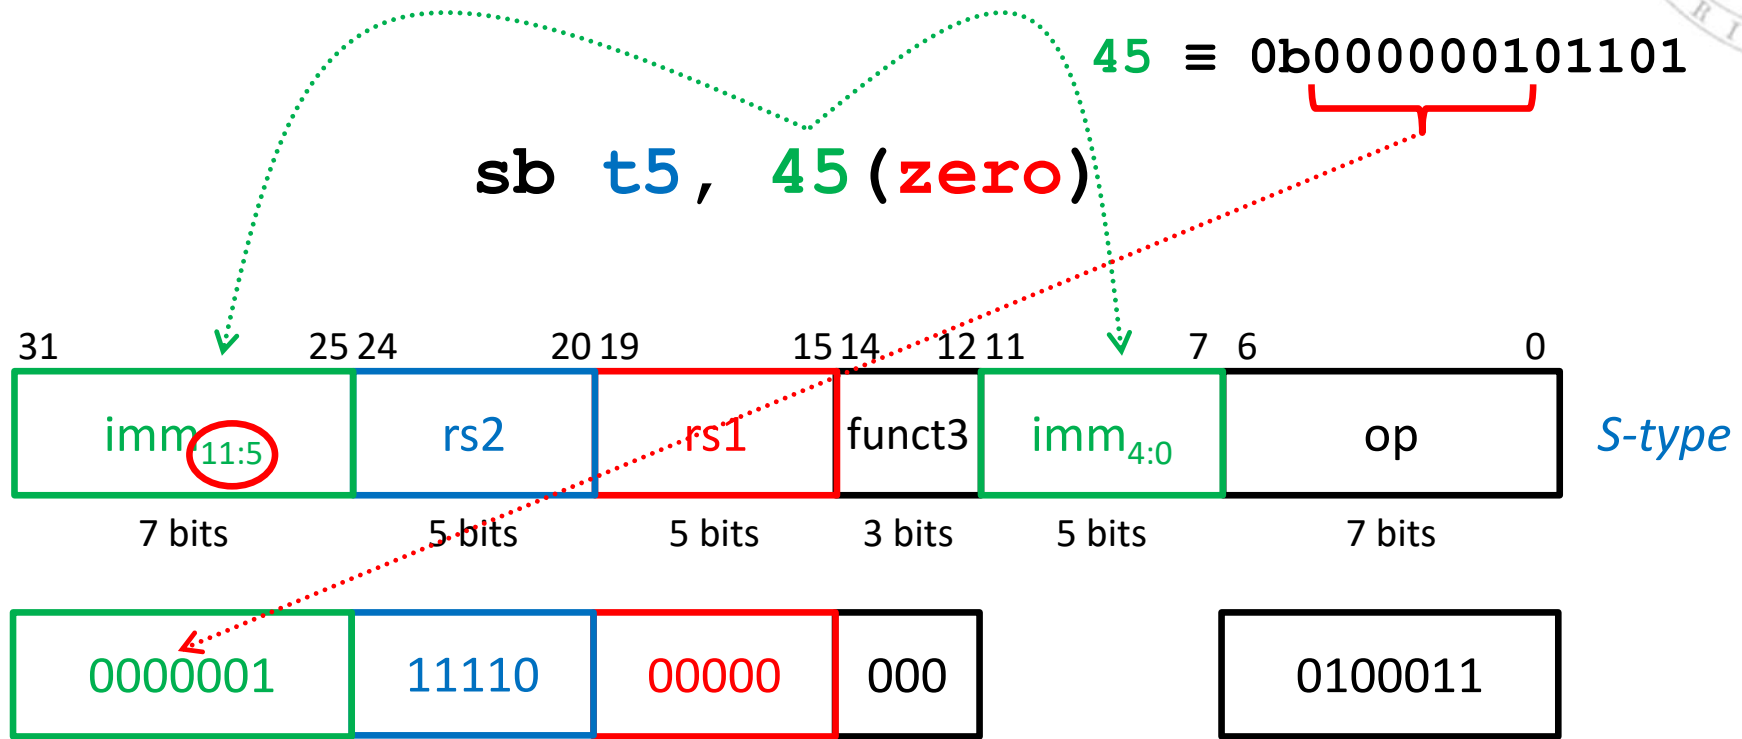 R I
45 ≡ 0b000000101101
sb t5, 45(zero)
31 25 24 20 19 15 14 12 11 7 6 0
imm11:5 rs2 rs1 funct3 imm4:0 op S-type
7 bits 5 bits 5 bits 3 bits 5 bits 7 bits
0000001 11110 00000 000 0100011